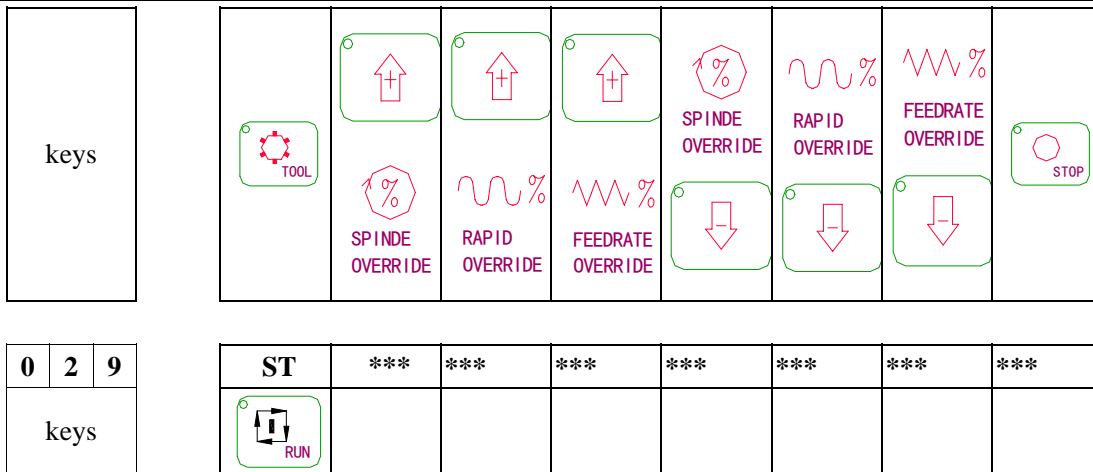 keys
TOOL
+
%
SPINDE
OVERRIDE
+
%
RAPID
OVERRIDE
+
%
FEEDRATE
OVERRIDE
%
SPINDE
OVERRIDE
-
%
RAPID
OVERRIDE
-
%
FEEDRATE
OVERRIDE
-
STOP
0 2 9
ST *** *** *** *** *** *** ***
keys
RUN